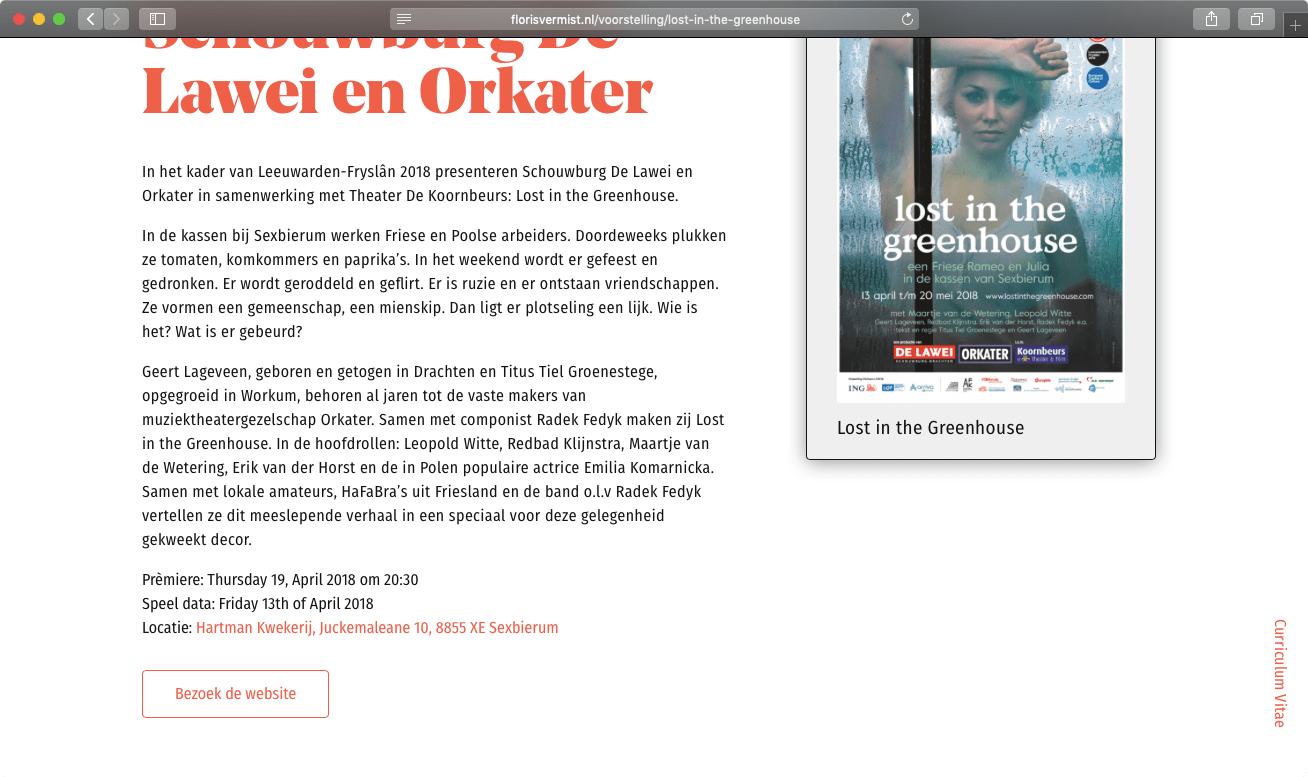 florisvermist.nl/voorstelling/lost-in-the-greenhouse
Schouwburg De
Lawei en Orkater
In het kader van Leeuwarden-Fryslân 2018 presenteren Schouwburg De Lawei en
Orkater in samenwerking met Theater De Koornbeurs: Lost in the Greenhouse.
In de kassen bij Sexbierum werken Friese en Poolse arbeiders. Doordeweeks plukken
ze tomaten, komkommers en paprika’s. In het weekend wordt er gefeest en
gedronken. Er wordt geroddeld en geflirt. Er is ruzie en er ontstaan vriendschappen.
Ze vormen een gemeenschap, een mienskip. Dan ligt er plotseling een lijk. Wie is
het? Wat is er gebeurd?
Geert Lageveen, geboren en getogen in Drachten en Titus Tiel Groenestege,
opgegroeid in Workum, behoren al jaren tot de vaste makers van
muziektheatergezelschap Orkater. Samen met componist Radek Fedyk maken zij Lost
in the Greenhouse. In de hoofdrollen: Leopold Witte, Redbad Klijnstra, Maartje van
de Wetering, Erik van der Horst en de in Polen populaire actrice Emilia Komarnicka.
Samen met lokale amateurs, HaFaBra’s uit Friesland en de band o.l.v Radek Fedyk
vertellen ze dit meeslepende verhaal in een speciaal voor deze gelegenheid
gekweekt decor.
Prèmiere: Thursday 19, April 2018 om 20:30
Speel data: Friday 13th of April 2018
Locatie: Hartman Kwekerij, Juckemaleane 10, 8855 XE Sexbierum
Bezoek de website
lost in the
greenhouse
een Friese Romeo en Julia
in de kassen van Sexbierum
13 april t/m 20 mei 2018 www.lostinthegreenhouse.com
met Maartje van de Wetering, Leopold Witte
Geert Lageveen, Redbad Klijnstra, Erik van der Horst, Radek Fedyk e.a.
tekst en regie Titus Tiel Groenestege en Geert Lageveen
DE LAWEI
ORKATER
Koornbeurs
theater & film
ING
Arriva
Lost in the Greenhouse
Curriculum Vitae